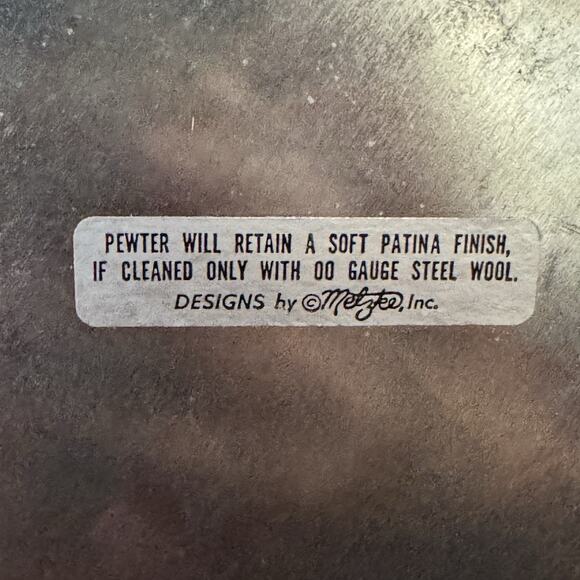 PEWTER WILL RETAIN A SOFT PATINA FINISH,
IF CLEANED ONLY WITH 00 GAUGE STEEL WOOL.
DESIGNS by ©Metzke, Inc.